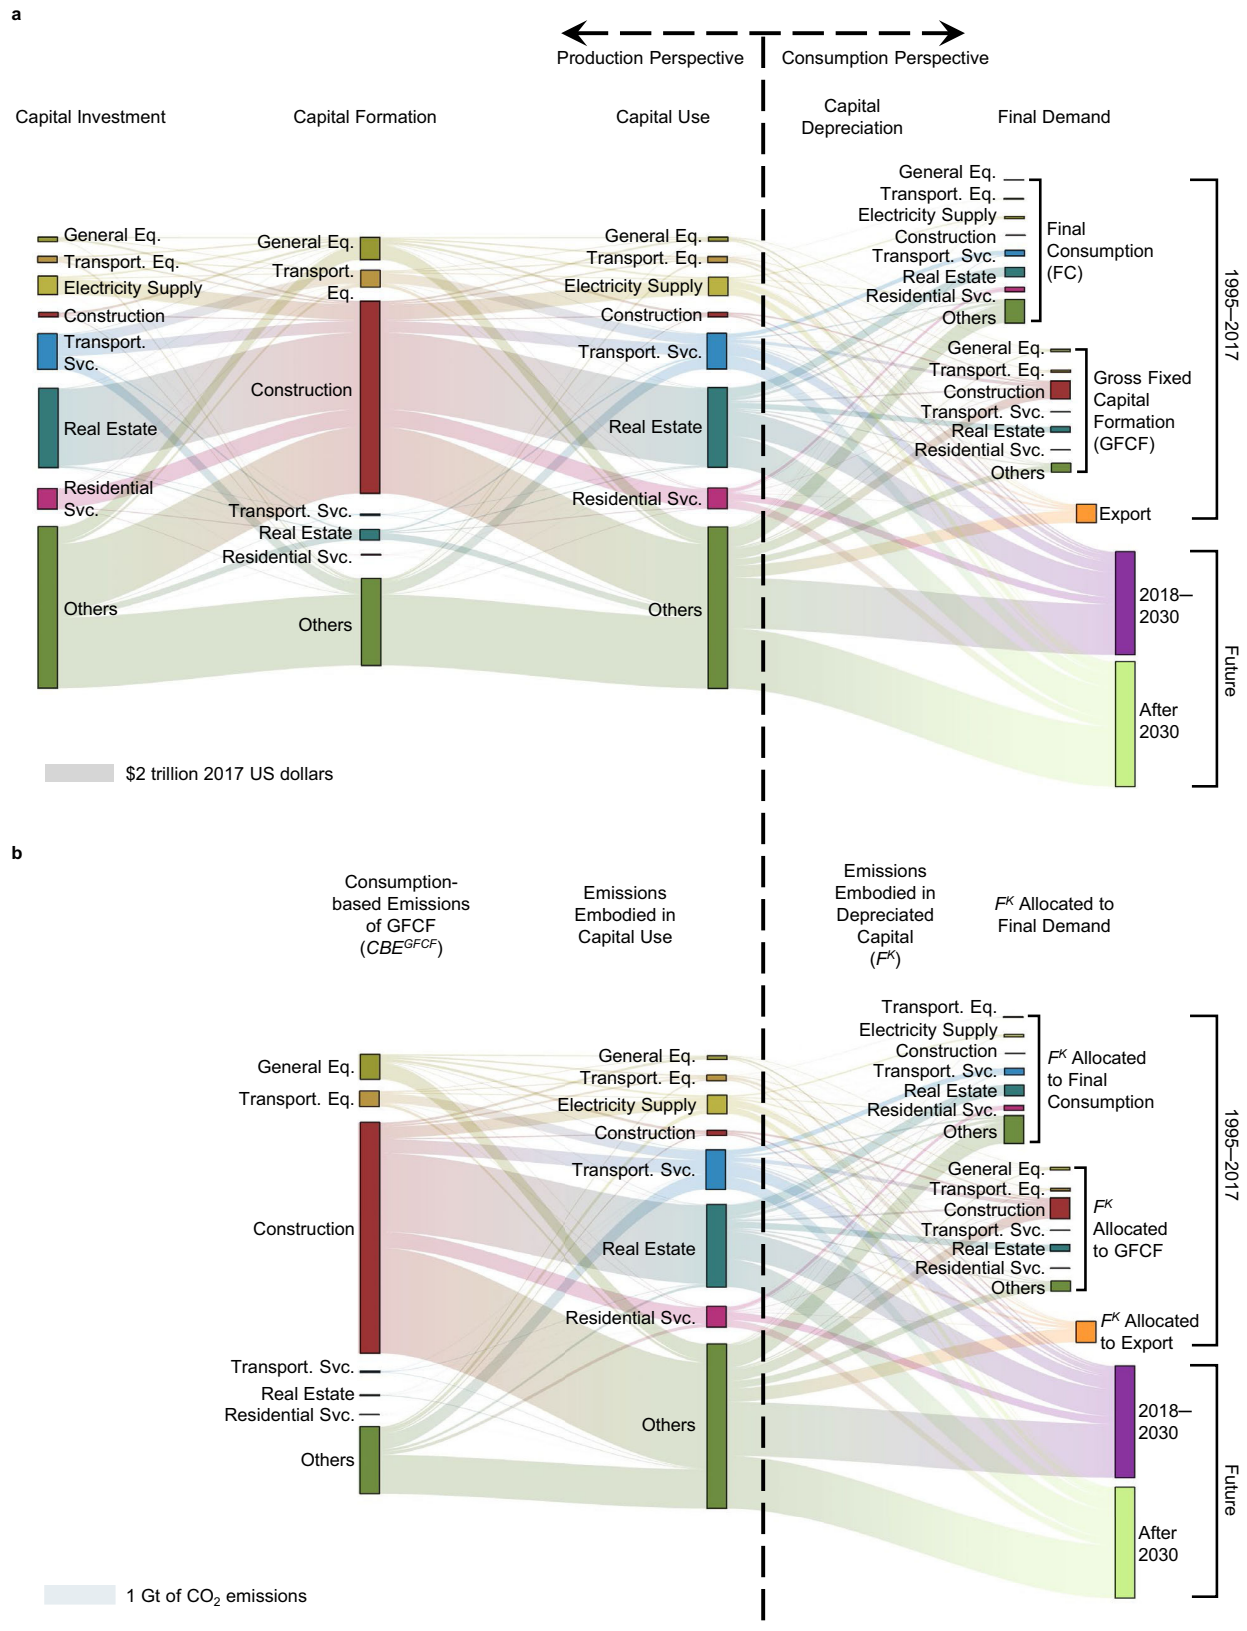 a
Production Perspective
Consumption Perspective
Capital Investment
Capital Formation
Capital Use
Capital
Depreciation
Final Demand
General Eq.
Transport. Eq.
Electricity Supply
Construction
Transport.
Svc.
Real Estate
Residential
Svc.
Others
General Eq.
Transport.
Eq.
Construction
Transport. Svc.
Real Estate
Residential Svc.
Others
General Eq.
Transport. Eq.
Electricity Supply
Construction
Transport. Svc.
Real Estate
Residential Svc.
Others
General Eq.
Transport. Eq.
Electricity Supply
Construction
Transport. Svc.
Real Estate
Residential Svc.
Others
Final
Consumption
(FC)
General Eq.
Transport. Eq.
Construction
Transport. Svc.
Real Estate
Residential Svc.
Others
Gross Fixed
Capital
Formation
(GFCF)
Export
1995–2017
2018–
2030
After
2030
Future
$2 trillion 2017 US dollars
b
Consumption-
based Emissions
of GFCF
(CBE^GFCF)
Emissions
Embodied in
Capital Use
Emissions
Embodied in
Depreciated
Capital
(F^K)
F^K Allocated to
Final Demand
General Eq.
Transport. Eq.
Construction
Transport. Svc.
Real Estate
Residential Svc.
Others
General Eq.
Transport. Eq.
Electricity Supply
Construction
Transport. Svc.
Real Estate
Residential Svc.
Others
Transport. Eq.
Electricity Supply
Construction
Transport. Svc.
Real Estate
Residential Svc.
Others
F^K Allocated
to Final
Consumption
General Eq.
Transport. Eq.
Construction
Transport. Svc.
Real Estate
Residential Svc.
Others
F^K
Allocated
to GFCF
F^K Allocated
to Export
1995–2017
2018–
2030
After
2030
Future
1 Gt of CO₂ emissions